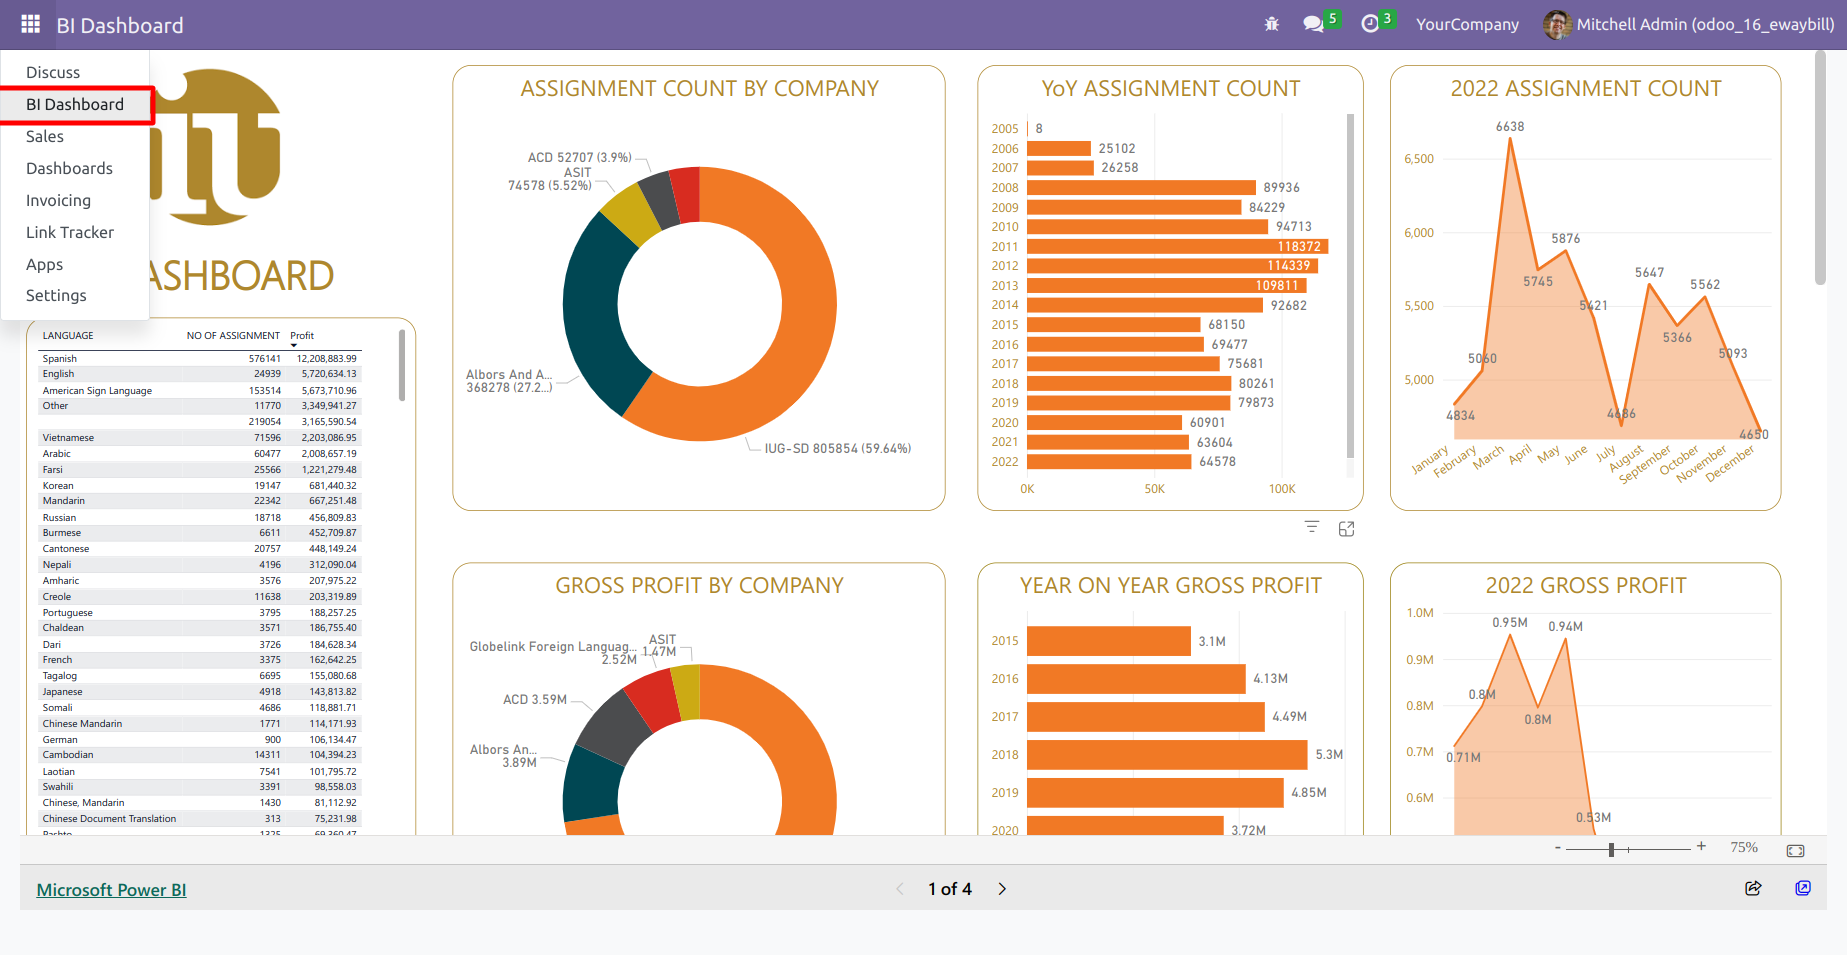 BI Dashboard
5
3
YourCompany
Mitchell Admin (odoo_16_ewaybill)
Discuss
BI Dashboard
Sales
Dashboards
Invoicing
Link Tracker
Apps
Settings
ASHBOARD
LANGUAGE NO OF ASSIGNMENT Profit
Spanish 576141 12,208,883.99
English 24939 5,720,634.13
American Sign Language 153514 5,673,710.96
Other 11770 3,349,941.27
219054 3,165,590.54
Vietnamese 71596 2,203,086.95
Arabic 60477 2,008,657.19
Farsi 25566 1,221,279.48
Korean 19147 681,440.32
Mandarin 22342 667,251.48
Russian 18718 456,809.83
Burmese 6611 452,709.87
Cantonese 20757 448,149.24
Nepali 4196 312,090.04
Amharic 3576 207,975.22
Creole 11638 203,319.89
Portuguese 3795 188,257.25
Chaldean 3571 186,755.40
Dari 3726 184,628.34
French 3375 162,642.25
Tagalog 6695 155,080.68
Japanese 4918 143,813.82
Somali 4686 118,881.71
Chinese Mandarin 1771 114,171.93
German 900 106,134.47
Cambodian 14311 104,394.23
Laotian 7541 101,795.72
Swahili 3391 98,558.03
Chinese, Mandarin 1430 81,112.92
Chinese Document Translation 313 75,231.98
Pashto 1325 69,360.47
ASSIGNMENT COUNT BY COMPANY
ACD 52707 (3.9%)
ASIT
74578 (5.52%)
Albors And A...
368278 (27.2...)
IUG-SD 805854 (59.64%)
YoY ASSIGNMENT COUNT
2005 8
2006 25102
2007 26258
2008 89936
2009 84229
2010 94713
2011 118372
2012 114339
2013 109811
2014 92682
2015 68150
2016 69477
2017 75681
2018 80261
2019 79873
2020 60901
2021 63604
2022 64578
0K 50K 100K
2022 ASSIGNMENT COUNT
6638
6,500
6,000
5876
5745
5647
5562
5,500
5421
5366
5060
5093
5,000
4834
4686
4650
January
February
March
April
May
June
July
August
September
October
November
December
GROSS PROFIT BY COMPANY
Globelink Foreign Languag...
2.52M
ASIT
1.47M
ACD 3.59M
Albors An...
3.89M
YEAR ON YEAR GROSS PROFIT
2015 3.1M
2016 4.13M
2017 4.49M
2018 5.3M
2019 4.85M
2020 3.72M
2022 GROSS PROFIT
1.0M
0.95M
0.94M
0.9M
0.8M
0.8M
0.8M
0.7M
0.71M
0.6M
0.53M
- + 75%
Microsoft Power BI
1 of 4